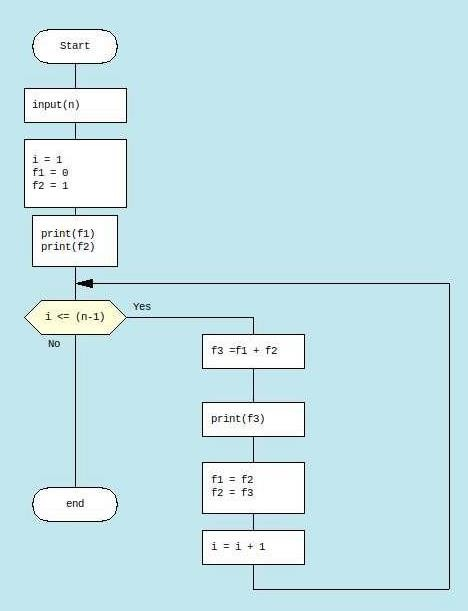 Start
input(n)
i = 1
f1 = 0
f2 = 1
print(f1)
print(f2)
i <= (n-1)
Yes
No
f3 =f1 + f2
print(f3)
f1 = f2
f2 = f3
i = i + 1
end